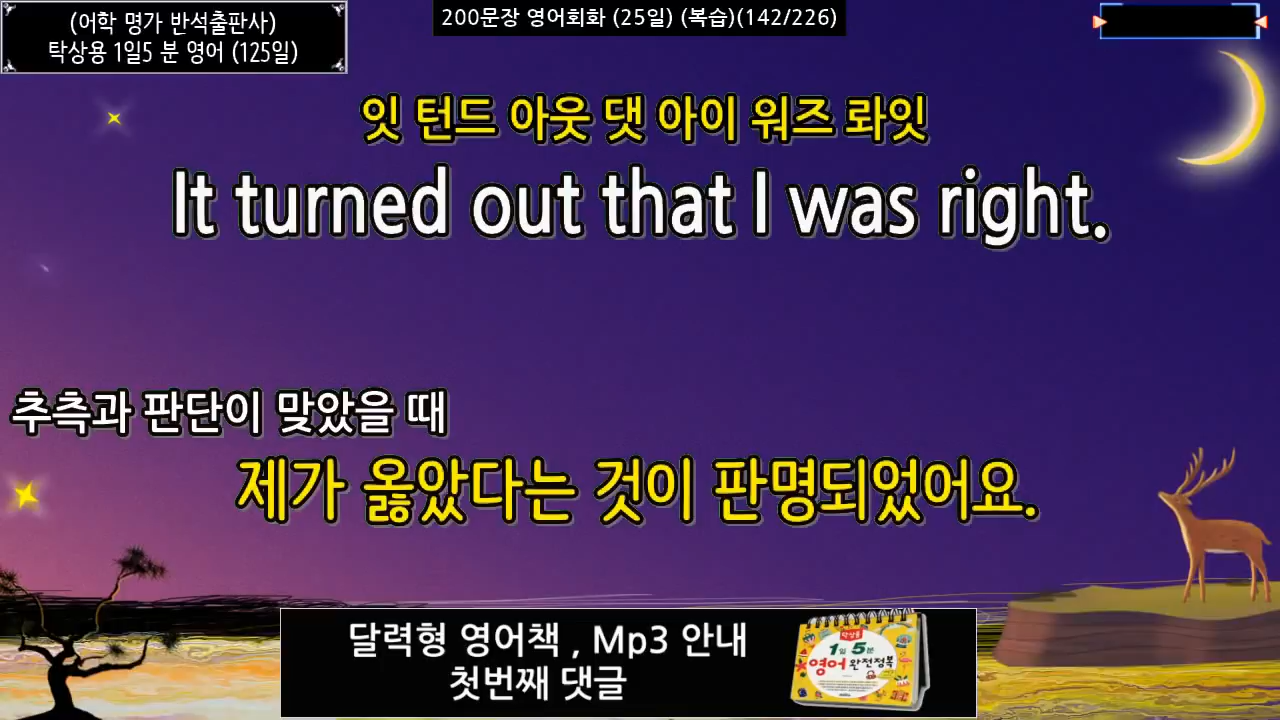 (어학 명가 반석출판사)
탁상용 1일5 분 영어 (125일)
200문장 영어회화 (25일) (복습)(142/226)
잇 턴드 아웃 댓 아이 워즈 롸잇
It turned out that I was right.
추측과 판단이 맞았을 때
제가 옳았다는 것이 판명되었어요.
달력형 영어책 , Mp3 안내
첫번째 댓글
탁상용
1일 5분
영어 완전정복